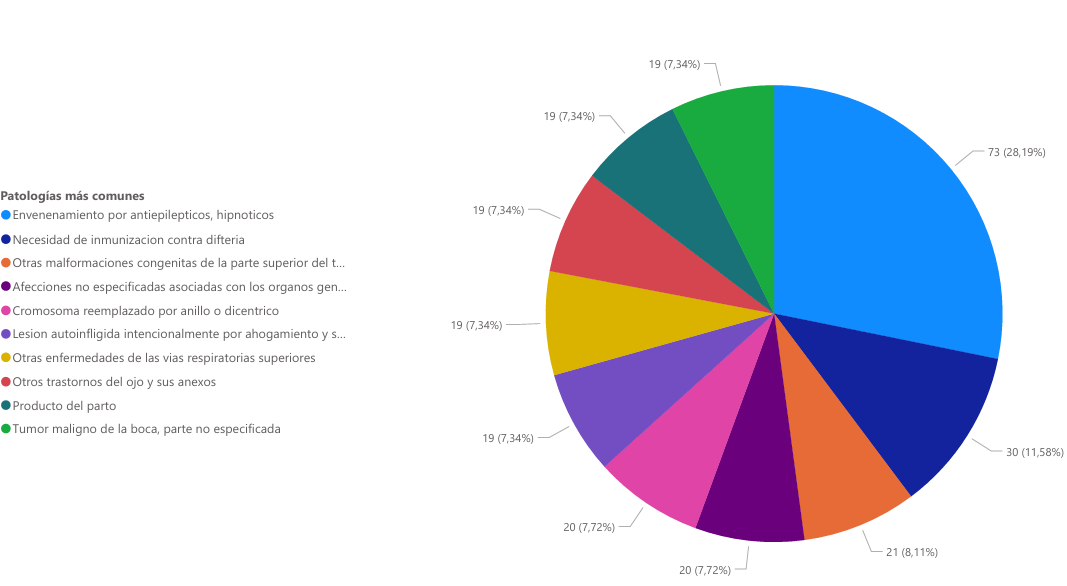 Patologías más comunes
Envenenamiento por antiepilepticos, hipnoticos
Necesidad de inmunizacion contra difteria
Otras malformaciones congenitas de la parte superior del t...
Afecciones no especificadas asociadas con los organos gen...
Cromosoma reemplazado por anillo o dicentrico
Lesion autoinfligida intencionalmente por ahogamiento y s...
Otras enfermedades de las vias respiratorias superiores
Otros trastornos del ojo y sus anexos
Producto del parto
Tumor maligno de la boca, parte no especificada
73 (28,19%)
30 (11,58%)
21 (8,11%)
20 (7,72%)
20 (7,72%)
19 (7,34%)
19 (7,34%)
19 (7,34%)
19 (7,34%)
19 (7,34%)